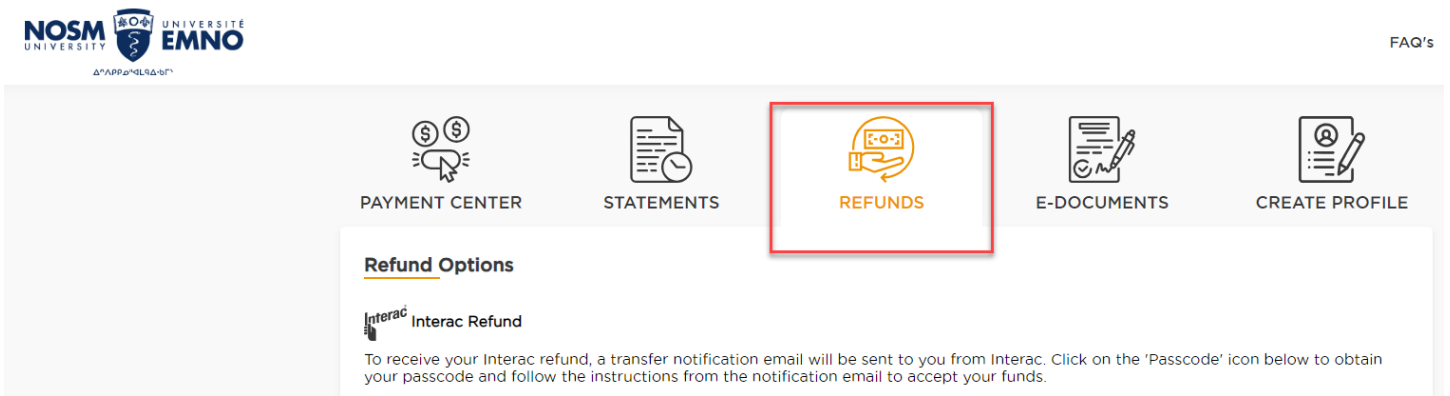 NOSM
UNIVERSITY
UNIVERSITÉ
EMNO
FAQ's
PAYMENT CENTER
STATEMENTS
REFUNDS
E-DOCUMENTS
CREATE PROFILE
Refund Options
Interac Interac Refund
To receive your Interac refund, a transfer notification email will be sent to you from Interac. Click on the 'Passcode' icon below to obtain
your passcode and follow the instructions from the notification email to accept your funds.